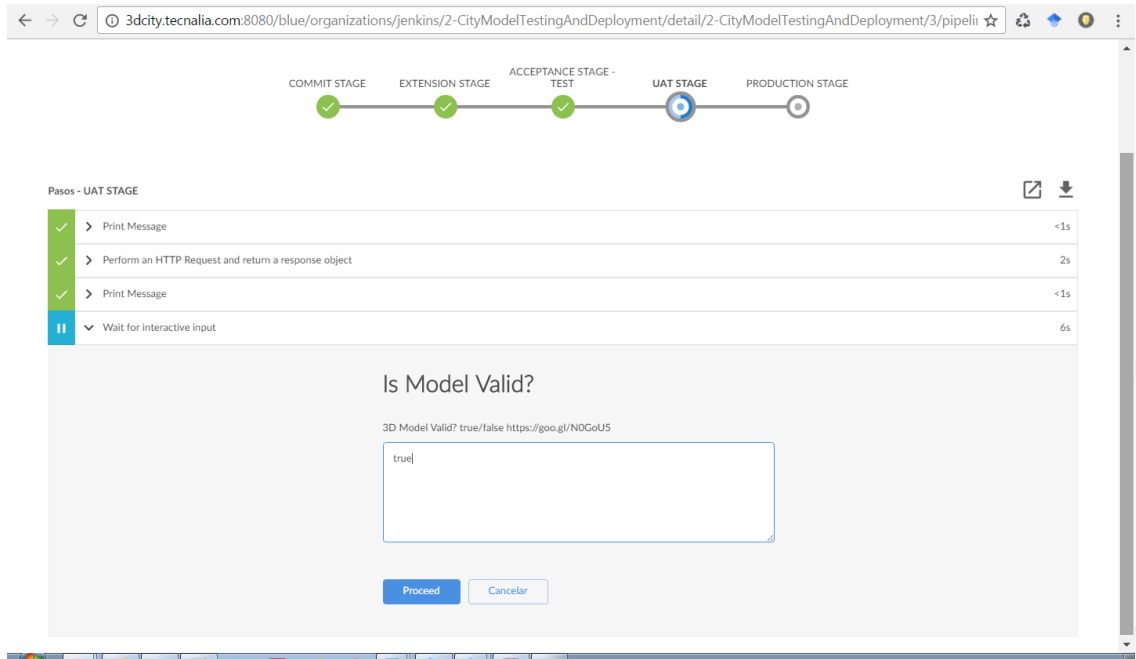 3dcity.tecnalia.com:8080/blue/organizations/jenkins/2-CityModelTestingAndDeployment/detail/2-CityModelTestingAndDeployment/3/pipelin
COMMIT STAGE
EXTENSION STAGE
ACCEPTANCE STAGE -
TEST
UAT STAGE
PRODUCTION STAGE
Pasos - UAT STAGE
Print Message <1s
Perform an HTTP Request and return a response object 2s
Print Message <1s
Wait for interactive input 6s
Is Model Valid?
3D Model Valid? true/false https://goo.gl/N0GoU5
true
Proceed Cancelar